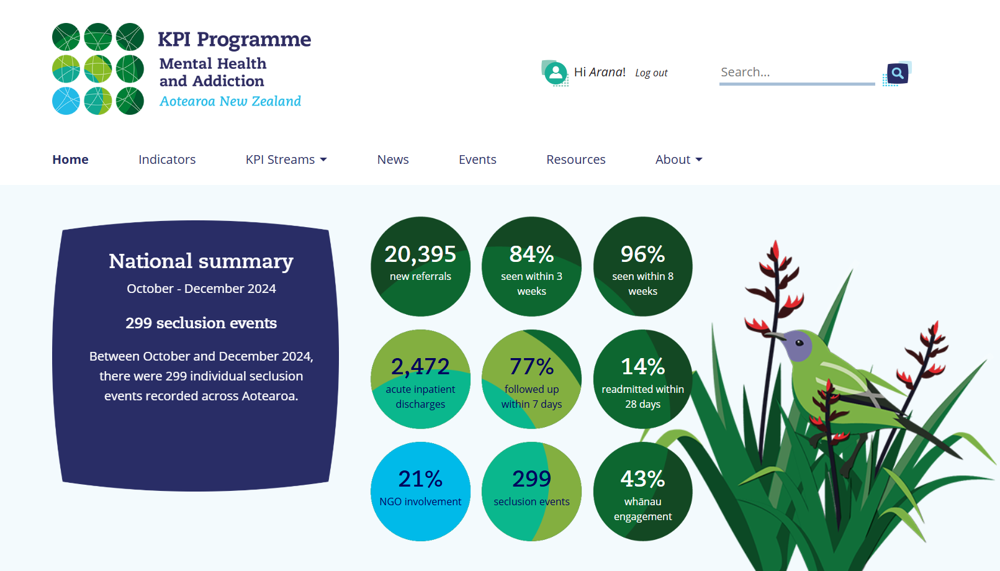 KPI Programme
Mental Health
and Addiction
Aotearoa New Zealand
Hi Arana! Log out
Search...
Home Indicators KPI Streams News Events Resources About
National summary
October - December 2024
299 seclusion events
Between October and December 2024,
there were 299 individual seclusion
events recorded across Aotearoa.
20,395
new referrals
84%
seen within 3
weeks
96%
seen within 8
weeks
2,472
acute inpatient
discharges
77%
followed up
within 7 days
14%
readmitted within
28 days
21%
NGO involvement
299
seclusion events
43%
whānau
engagement